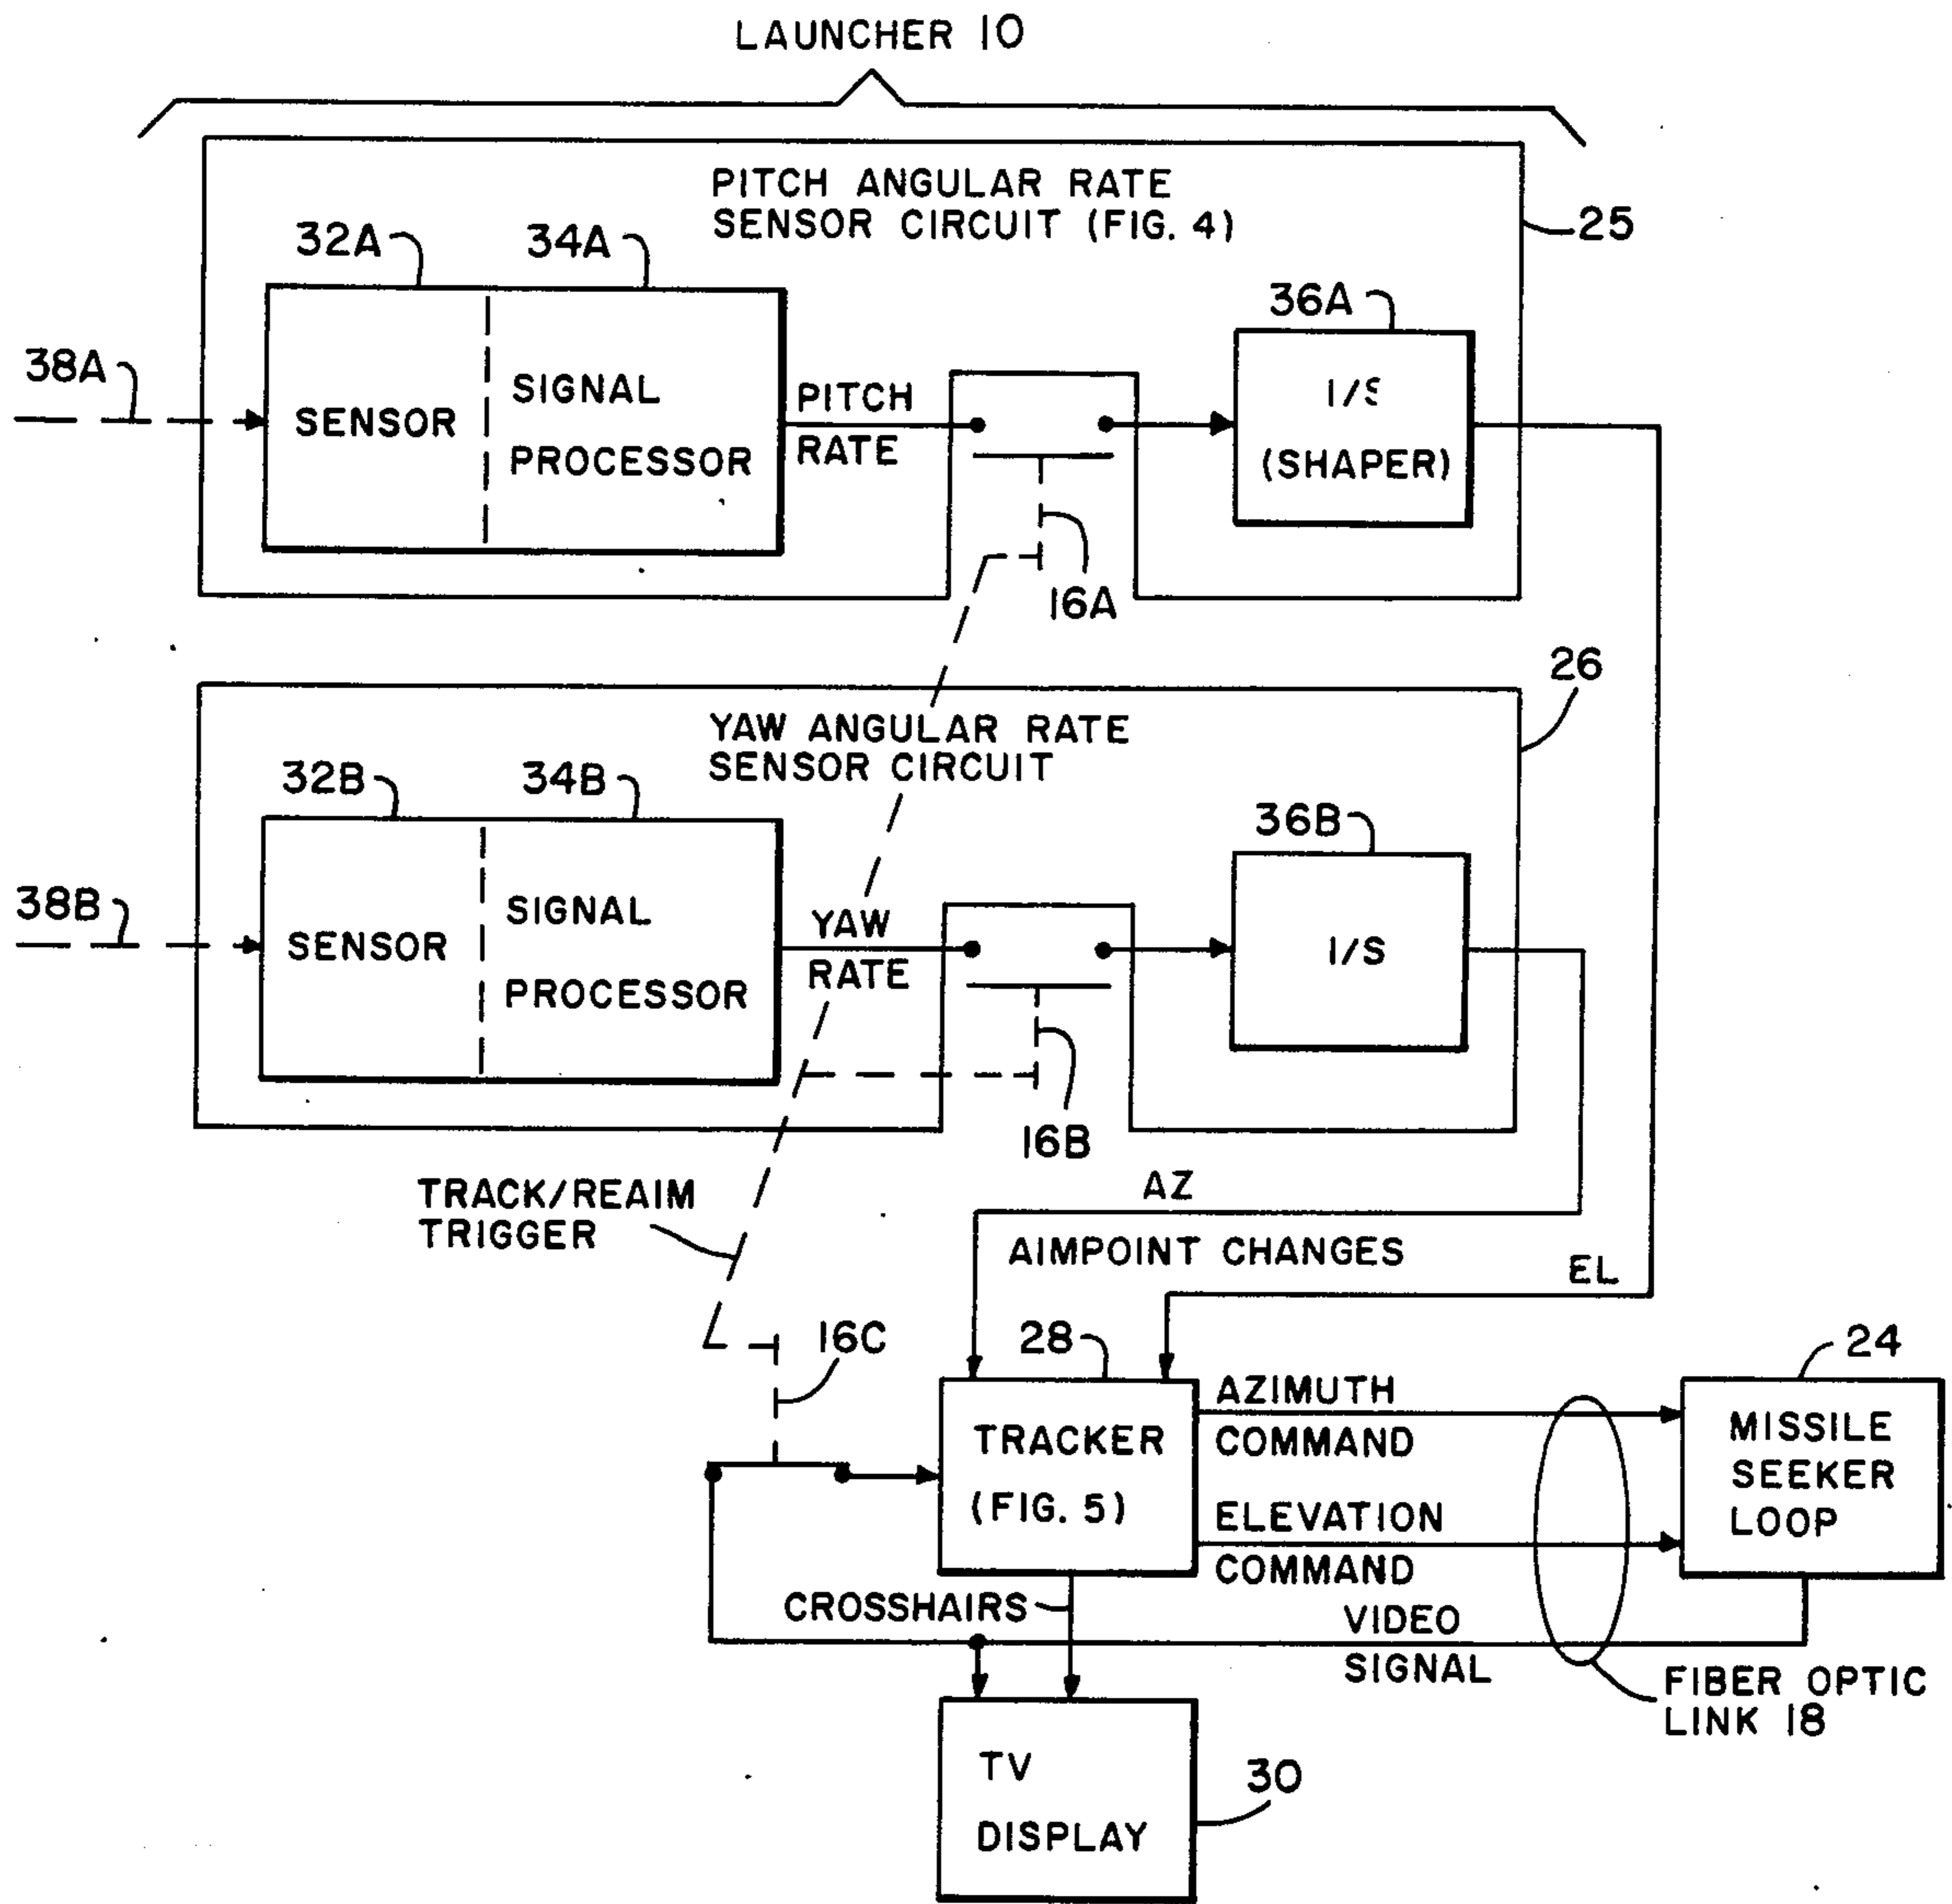 LAUNCHER 10
PITCH ANGULAR RATE
SENSOR CIRCUIT (FIG. 4)
25
32A
34A
36A
38A
SENSOR
SIGNAL
PROCESSOR
PITCH
RATE
I/S
(SHAPER)
16A
26
YAW ANGULAR RATE
SENSOR CIRCUIT
32B
34B
36B
38B
SENSOR
SIGNAL
PROCESSOR
YAW
RATE
I/S
16B
TRACK/REAIM
TRIGGER
AZ
AIMPOINT CHANGES
EL
16C
28
24
TRACKER
(FIG. 5)
AZIMUTH
COMMAND
ELEVATION
COMMAND
MISSILE
SEEKER
LOOP
CROSSHAIRS
VIDEO
SIGNAL
FIBER OPTIC
LINK 18
TV
DISPLAY
30